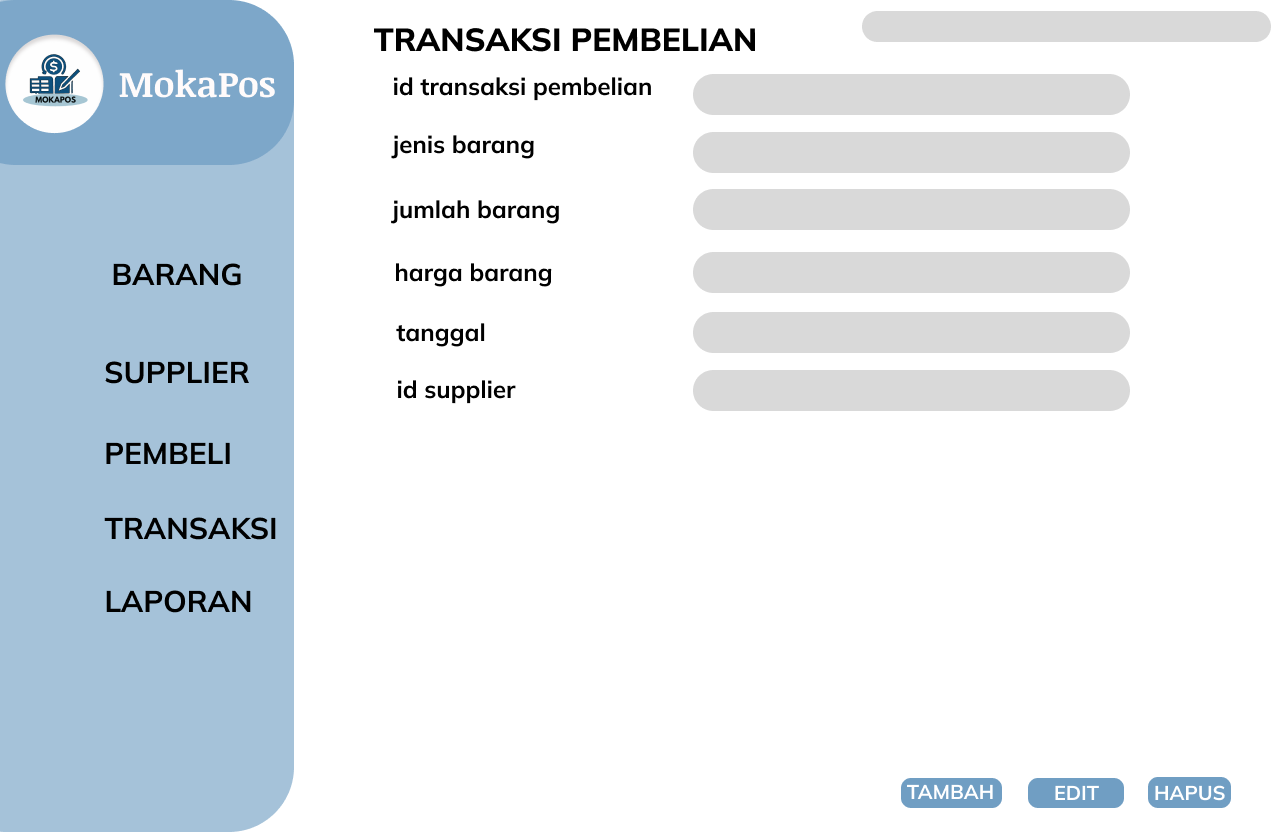 MOKAPOS
MokaPos
BARANG
SUPPLIER
PEMBELI
TRANSAKSI
LAPORAN
TRANSAKSI PEMBELIAN
id transaksi pembelian
jenis barang
jumlah barang
harga barang
tanggal
id supplier
TAMBAH
EDIT
HAPUS